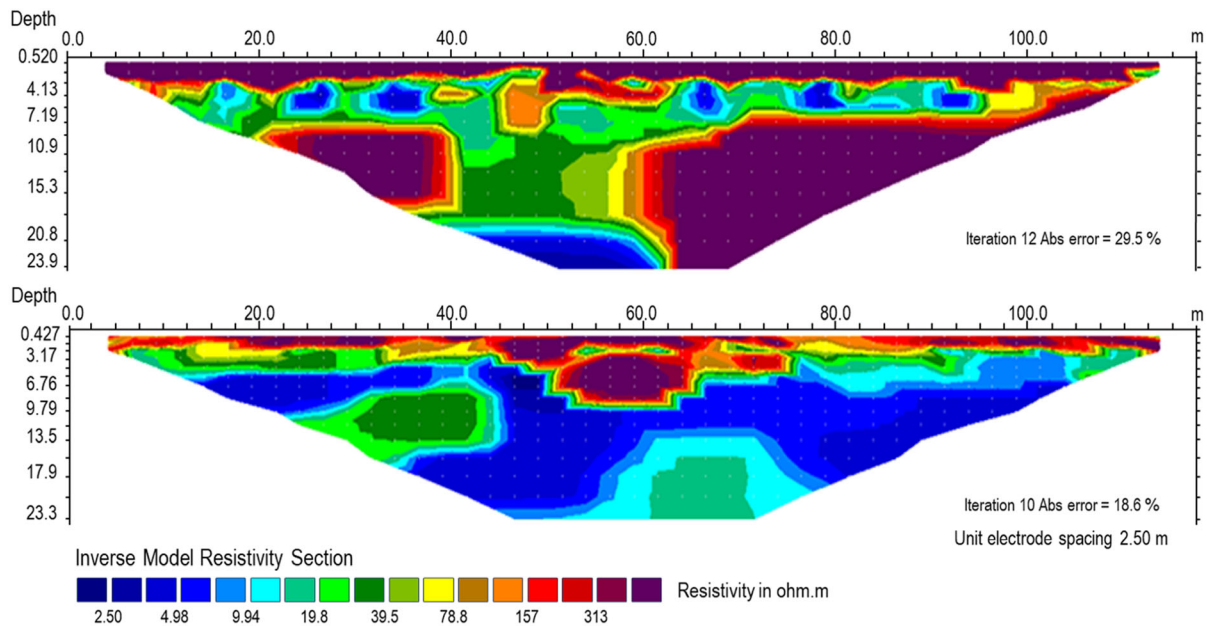 Depth
0.0 20.0 40.0 60.0 80.0 100.0 m
0.520
4.13
7.19
10.9
15.3
20.8
23.9
Iteration 12 Abs error = 29.5 %
Depth
0.0 20.0 40.0 60.0 80.0 100.0 m
0.427
3.17
6.76
9.79
13.5
17.9
23.3
Iteration 10 Abs error = 18.6 %
Unit electrode spacing 2.50 m
Inverse Model Resistivity Section
Resistivity in ohm.m
2.50 4.98 9.94 19.8 39.5 78.8 157 313